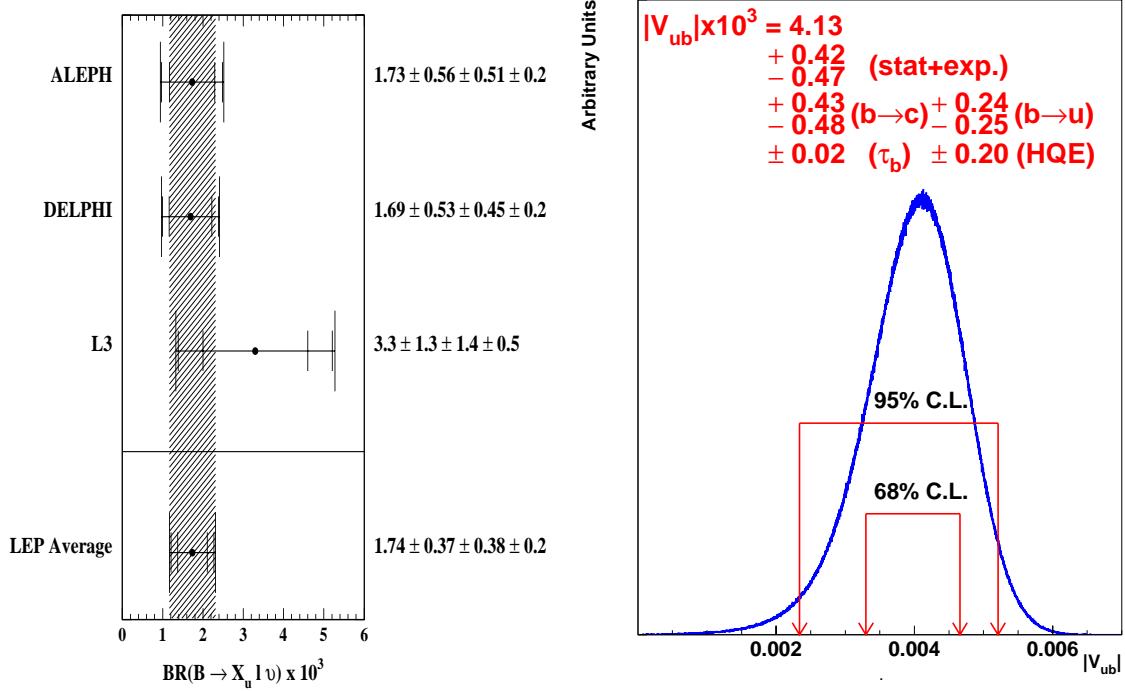 ALEPH
1.73 ± 0.56 ± 0.51 ± 0.2
DELPHI
1.69 ± 0.53 ± 0.45 ± 0.2
L3
3.3 ± 1.3 ± 1.4 ± 0.5
LEP Average
1.74 ± 0.37 ± 0.38 ± 0.2
0 1 2 3 4 5 6
BR(B → X_u l υ) x 10³
Arbitrary Units
|V_ub|x10³ = 4.13
+ 0.42
- 0.47 (stat+exp.)
+ 0.43 (b→c) + 0.24 (b→u)
- 0.48 - 0.25
± 0.02 (τ_b) ± 0.20 (HQE)
95% C.L.
68% C.L.
0.002 0.004 0.006
|V_ub|